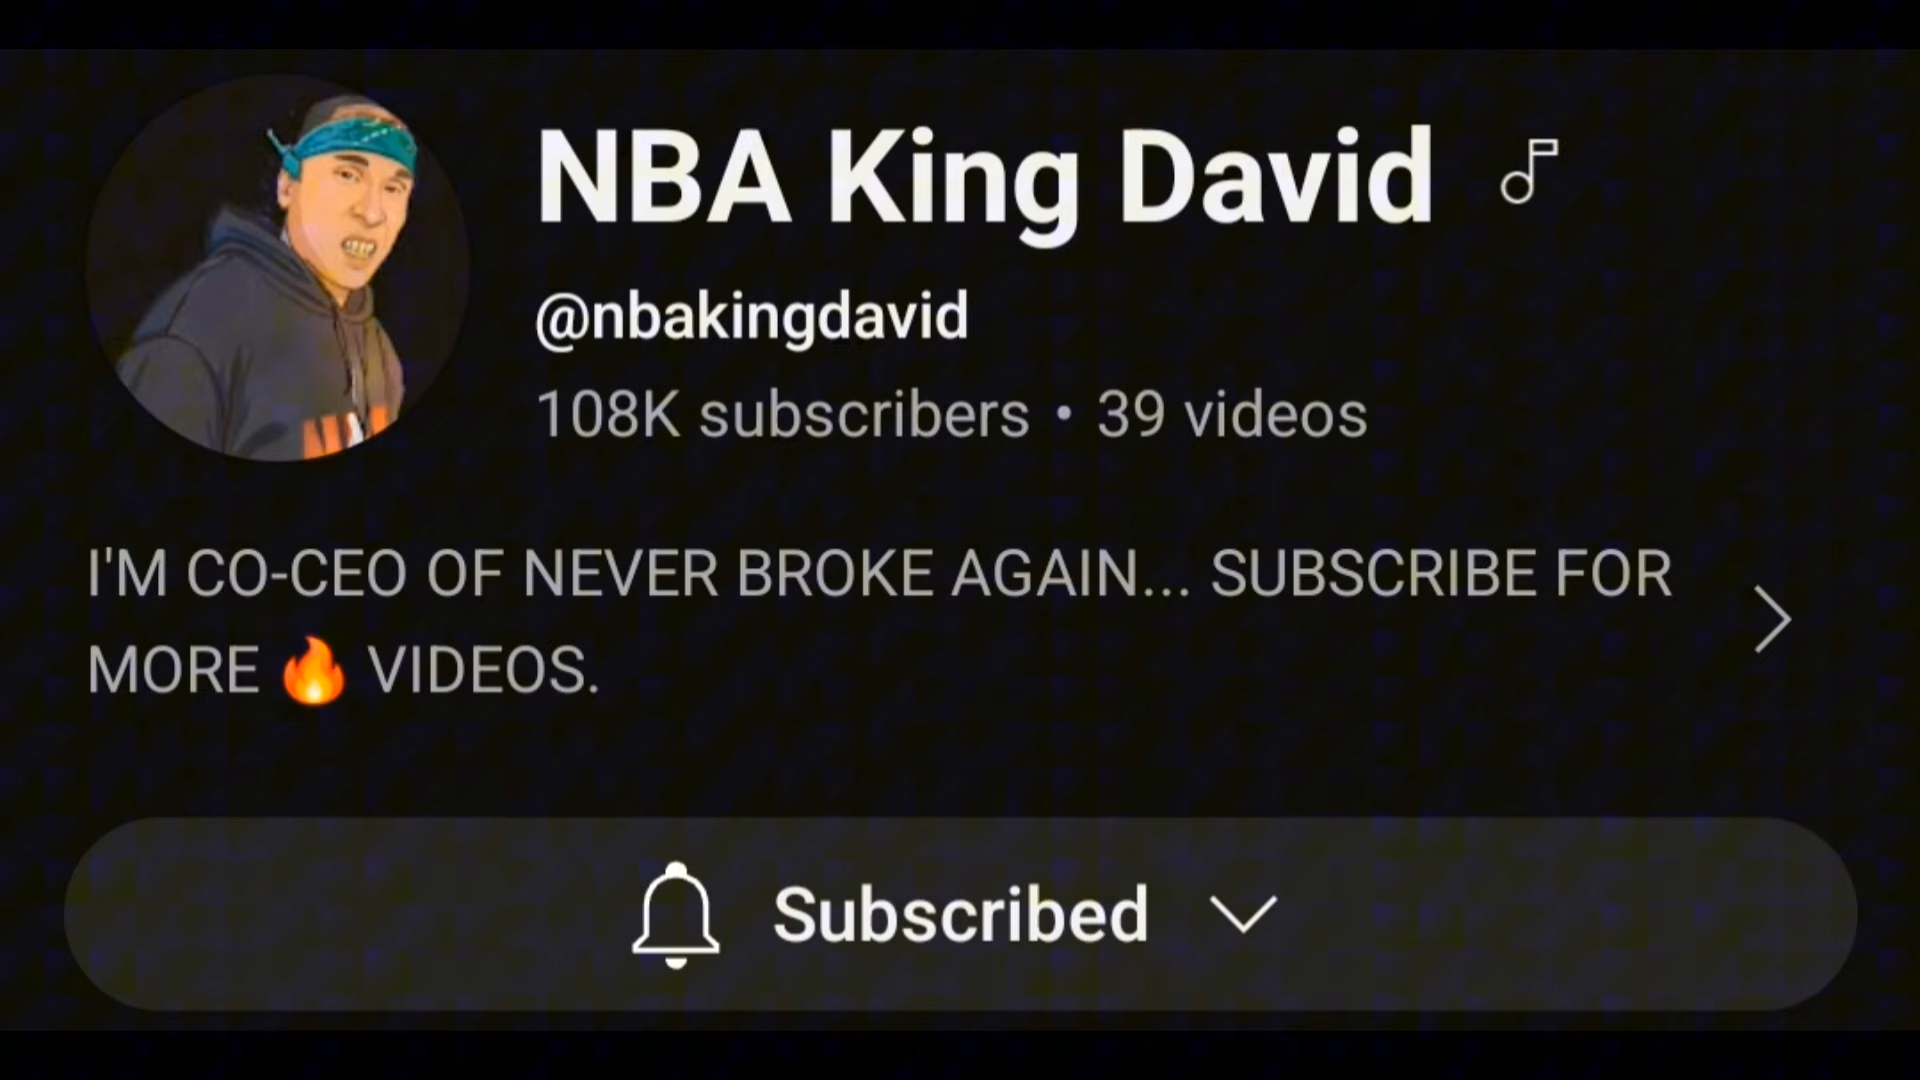 NBA King David
@nbakingdavid
108K subscribers • 39 videos
I'M CO-CEO OF NEVER BROKE AGAIN... SUBSCRIBE FOR
MORE 🔥 VIDEOS.
Subscribed